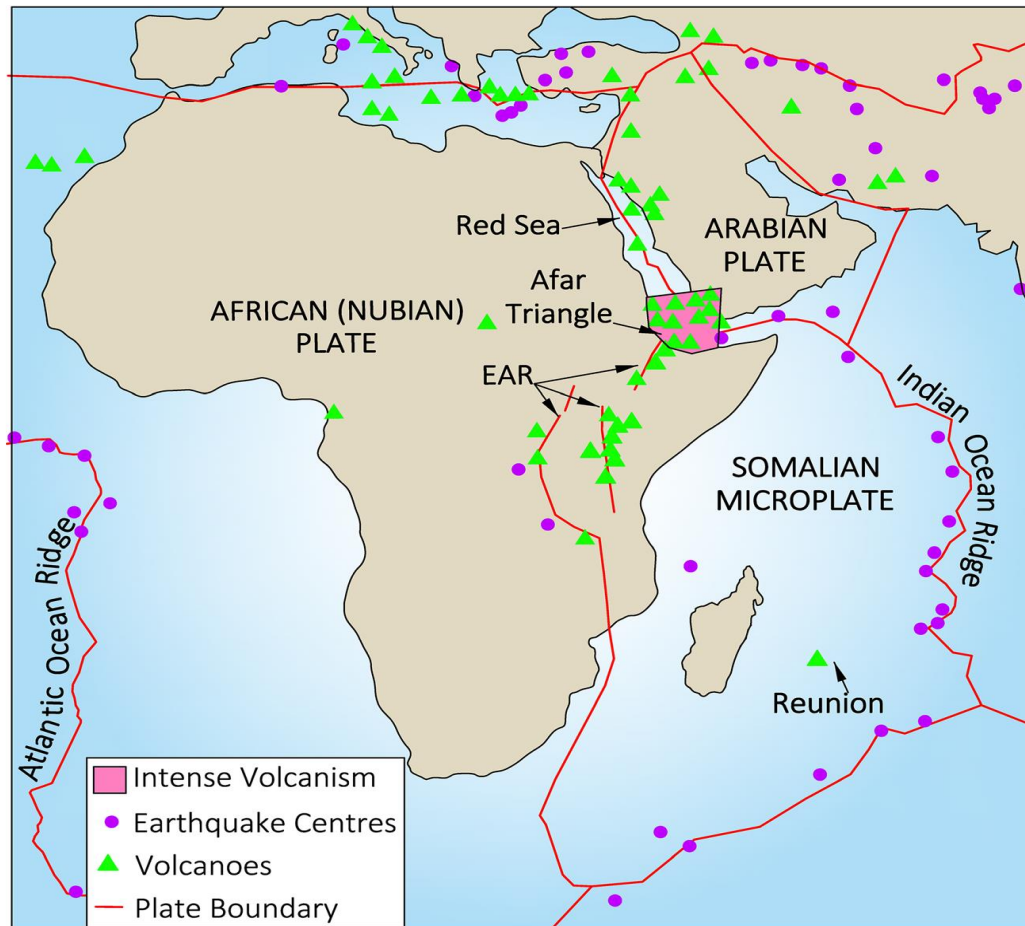 Red Sea
ARABIAN
PLATE
Afar
Triangle
AFRICAN (NUBIAN)
PLATE
EAR
Indian Ocean Ridge
SOMALIAN
MICROPLATE
Atlantic Ocean Ridge
Reunion
Intense Volcanism
Earthquake Centres
Volcanoes
Plate Boundary